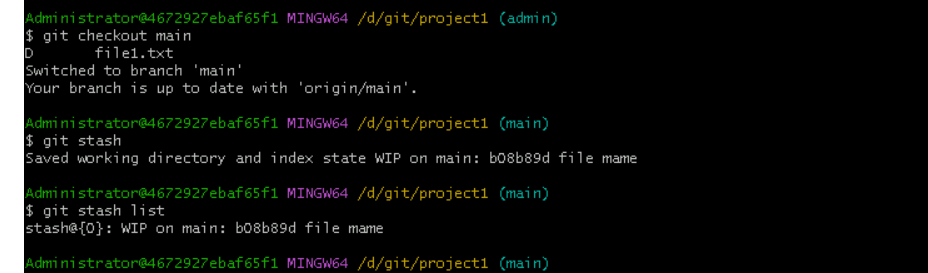 Administrator@4672927ebaf65f1 MINGW64 /d/git/project1 (admin)
$ git checkout main
D       file1.txt
Switched to branch 'main'
Your branch is up to date with 'origin/main'.
Administrator@4672927ebaf65f1 MINGW64 /d/git/project1 (main)
$ git stash
Saved working directory and index state WIP on main: b08b89d file mame
Administrator@4672927ebaf65f1 MINGW64 /d/git/project1 (main)
$ git stash list
stash@{0}: WIP on main: b08b89d file mame
Administrator@4672927ebaf65f1 MINGW64 /d/git/project1 (main)